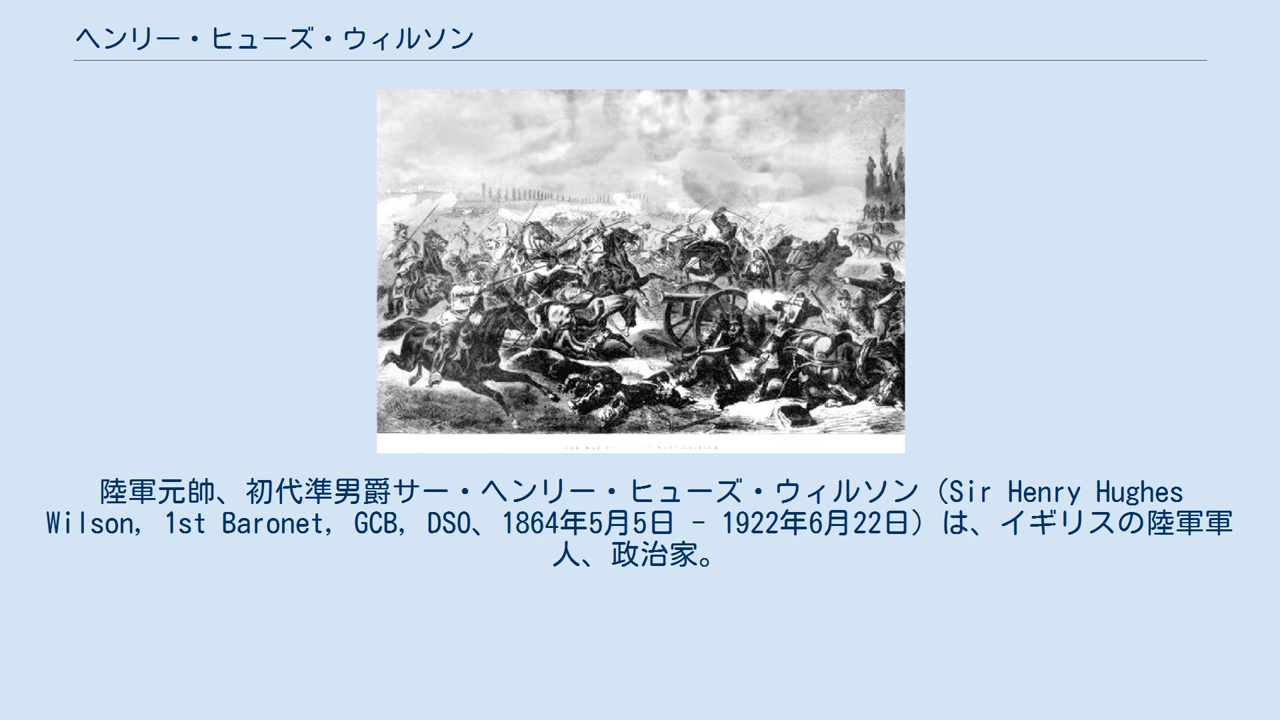 ヘンリー・ヒューズ・ウィルソン
陸軍元帥、初代準男爵サー・ヘンリー・ヒューズ・ウィルソン（Sir Henry Hughes
Wilson, 1st Baronet, GCB, DSO、1864年5月5日 - 1922年6月22日）は、イギリスの陸軍軍
人、政治家。